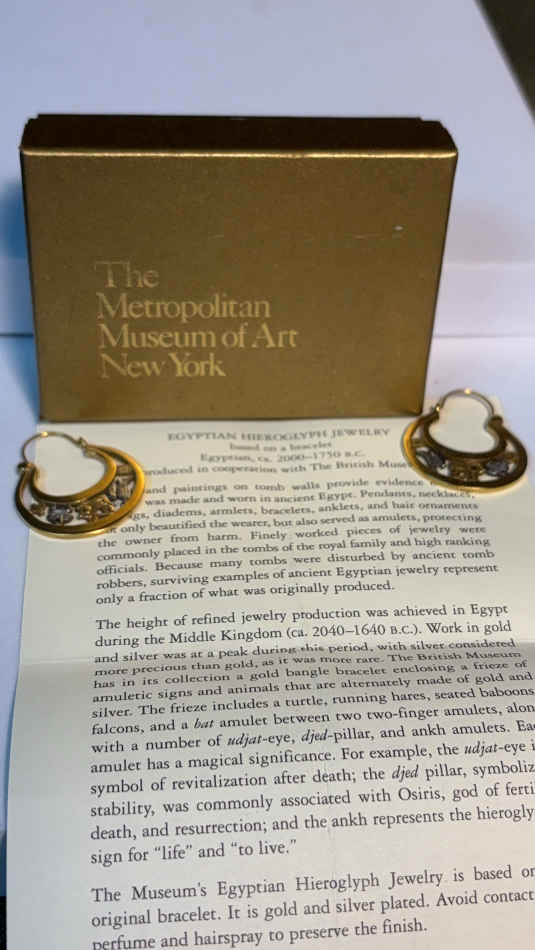 The
Metropolitan
Museum of Art
New York
EGYPTIAN HIEROGLYPH JEWELRY
based on a bracelet
Egyptian, ca. 2000–1750 B.C.
roduced in cooperation with The British Muse
and paintings on tomb walls provide evidence
was made and worn in ancient Egypt. Pendants, necklaces,
gs, diadems, armlets, bracelets, anklets, and hair ornaments
only beautified the wearer, but also served as amulets, protecting
the owner from harm. Finely worked pieces of jewelry were
commonly placed in the tombs of the royal family and high ranking
officials. Because many tombs were disturbed by ancient tomb
robbers, surviving examples of ancient Egyptian jewelry represent
only a fraction of what was originally produced.
The height of refined jewelry production was achieved in Egypt
during the Middle Kingdom (ca. 2040–1640 B.C.). Work in gold
and silver was at a peak during this period, with silver considered
more precious than gold, as it was more rare. The British Museum
has in its collection a gold bangle bracelet enclosing a frieze of
amuletic signs and animals that are alternately made of gold and
silver. The frieze includes a turtle, running hares, seated baboons
falcons, and a bat amulet between two two-finger amulets, alon
with a number of udjat-eye, djed-pillar, and ankh amulets. Ea
amulet has a magical significance. For example, the udjat-eye i
symbol of revitalization after death; the djed pillar, symboliz
stability, was commonly associated with Osiris, god of ferti
death, and resurrection; and the ankh represents the hierogly
sign for "life" and "to live."
The Museum's Egyptian Hieroglyph Jewelry is based or
original bracelet. It is gold and silver plated. Avoid contact
perfume and hairspray to preserve the finish.